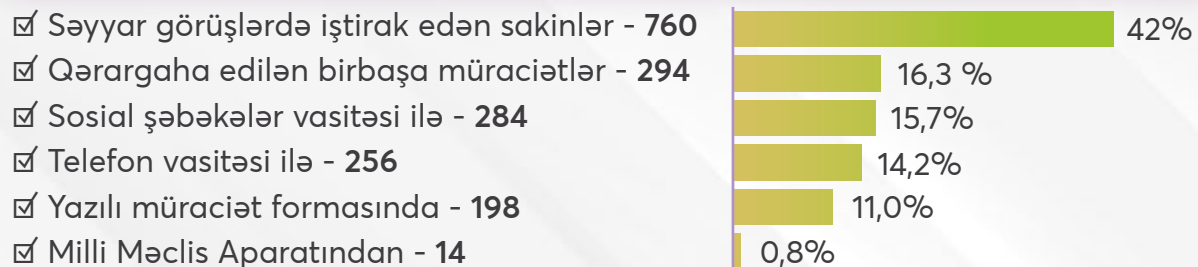 ☑ Səyyar görüşlərdə iştirak edən sakinlər - 760 42%
☑ Qərargaha edilən birbaşa müraciətlər - 294 16,3 %
☑ Sosial şəbəkələr vasitəsi ilə - 284 15,7%
☑ Telefon vasitəsi ilə - 256 14,2%
☑ Yazılı müraciət formasında - 198 11,0%
☑ Milli Məclis Aparatından - 14 0,8%